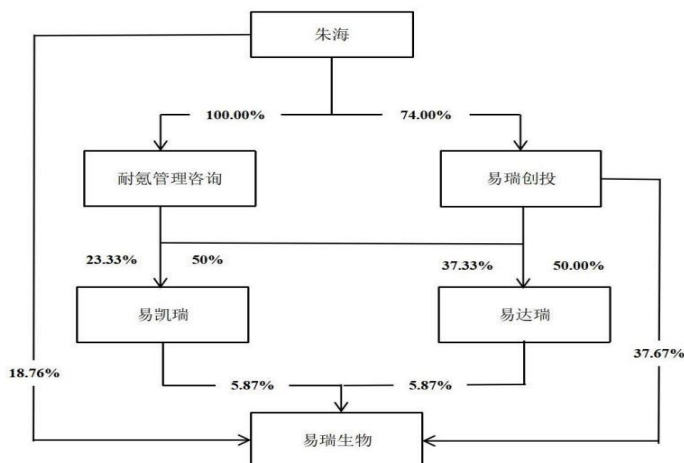 朱海
100.00%
74.00%
耐氪管理咨询
易瑞创投
23.33%
50%
37.33%
50.00%
易凯瑞
易达瑞
18.76%
5.87%
5.87%
37.67%
易瑞生物